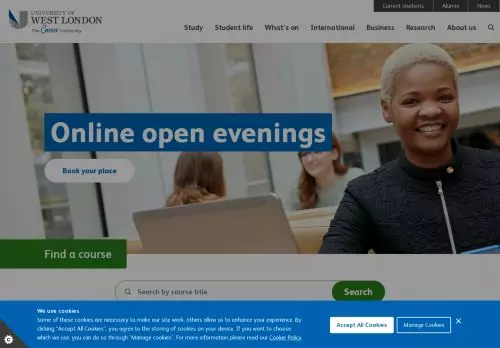 Current students
Alumni
News
UNIVERSITY OF
WEST LONDON
The Career University
Study
Student life
What's on
International
Business
Research
About us
Online open evenings
Book your place
Find a course
Search by course title
Search
We use cookies
Some of these cookies are necessary to make our site work, others allow us to enhance your experience. By
clicking "Accept All Cookies", you agree to the storing of cookies on your device. If you want to choose
which we use, you can do so through 'Manage cookies'. For more information please read our Cookie Policy.
Accept All Cookies
Manage Cookies